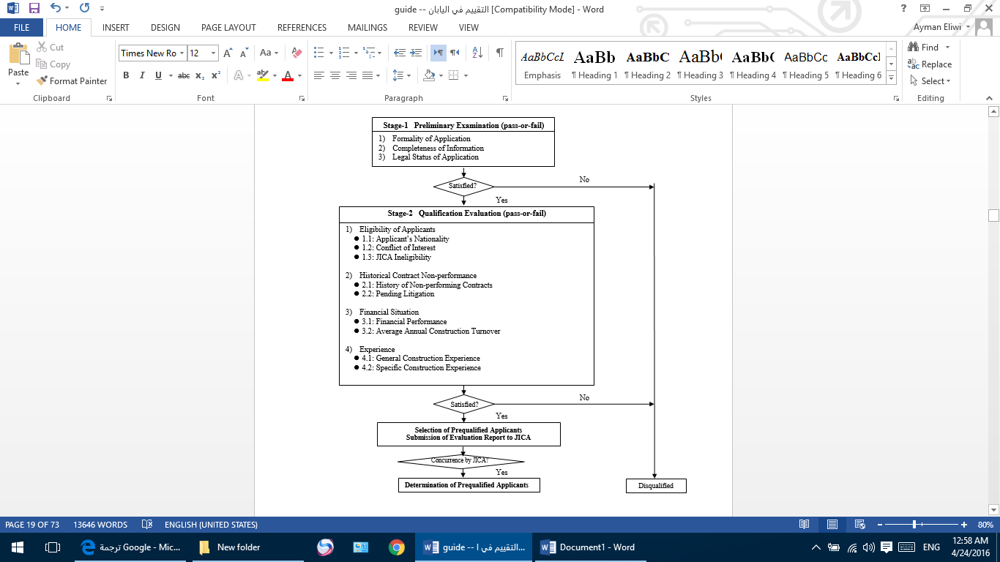 guide -- التقييم في اليابان [Compatibility Mode] - Word
FILE
HOME
INSERT
DESIGN
PAGE LAYOUT
REFERENCES
MAILINGS
REVIEW
VIEW
Ayman Eliwi
Paste
Cut
Copy
Format Painter
Clipboard
Times New Ro
12
Font
Paragraph
AaBbCcL
Emphasis
AaBb
¶ Heading 1
AaBbC
¶ Heading 2
AaBb(
¶ Heading 3
AaBb(
¶ Heading 4
AaBbCc
¶ Heading 5
AaBbCcl
¶ Heading 6
Styles
Find
Replace
Select
Editing
Stage-1 Preliminary Examination (pass-or-fail)
1) Formality of Application
2) Completeness of Information
3) Legal Status of Application
Satisfied?
No
Yes
Stage-2 Qualification Evaluation (pass-or-fail)
1) Eligibility of Applicants
● 1.1: Applicant's Nationality
● 1.2: Conflict of Interest
● 1.3: JICA Ineligibility
2) Historical Contract Non-performance
● 2.1: History of Non-performing Contracts
● 2.2: Pending Litigation
3) Financial Situation
● 3.1: Financial Performance
● 3.2: Average Annual Construction Turnover
4) Experience
● 4.1: General Construction Experience
● 4.2: Specific Construction Experience
Satisfied?
No
Yes
Selection of Prequalified Applicants
Submission of Evaluation Report to JICA
Concurrence by JICA?
Yes
Determination of Prequalified Applicants
Disqualified
PAGE 19 OF 73
13646 WORDS
ENGLISH (UNITED STATES)
80%
ترجمة Google - Mic...
New folder
guide -- التقييم في ا...
Document1 - Word
ENG
12:58 AM
4/24/2016